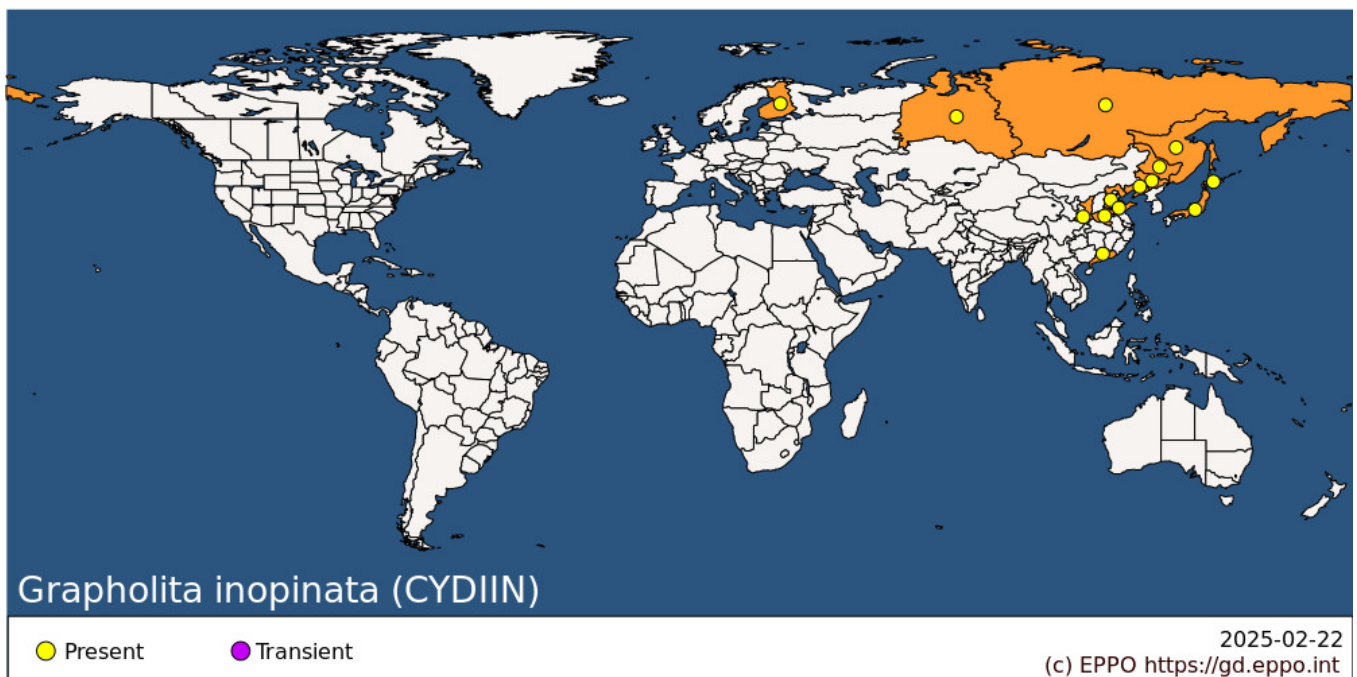 Grapholita inopinata (CYDIIN)
Present
Transient
2025-02-22
(c) EPPO https://gd.eppo.int